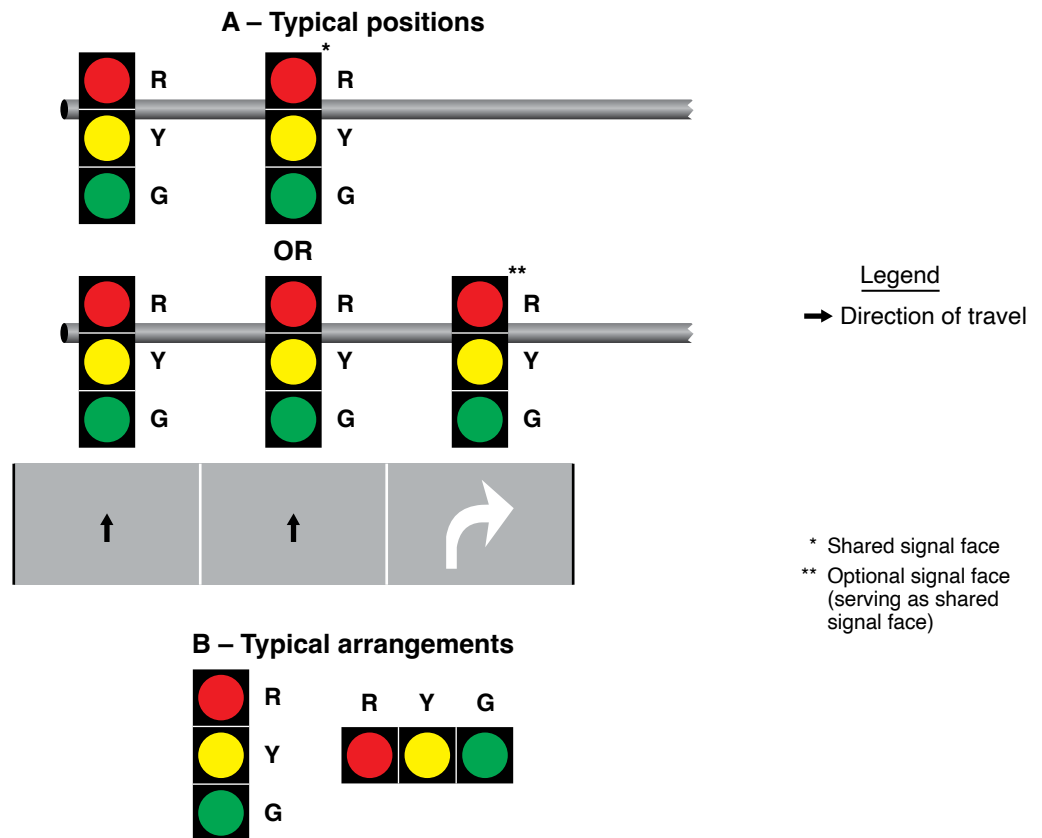 A – Typical positions
*
R R
Y Y
G G
OR
**
R R R
Y Y Y
G G G
Legend
Direction of travel
* Shared signal face
** Optional signal face
(serving as shared
signal face)
B – Typical arrangements
R
Y
G
R Y G